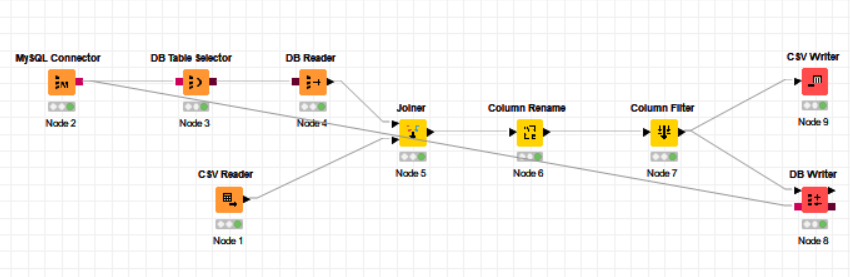 MySQL Connector
DB Table Selector
DB Reader
CSV Writer
Node 2
Node 3
Node 4
Node 9
Joiner
Column Rename
Column Filter
Node 5
Node 6
Node 7
CSV Reader
DB Writer
Node 1
Node 8